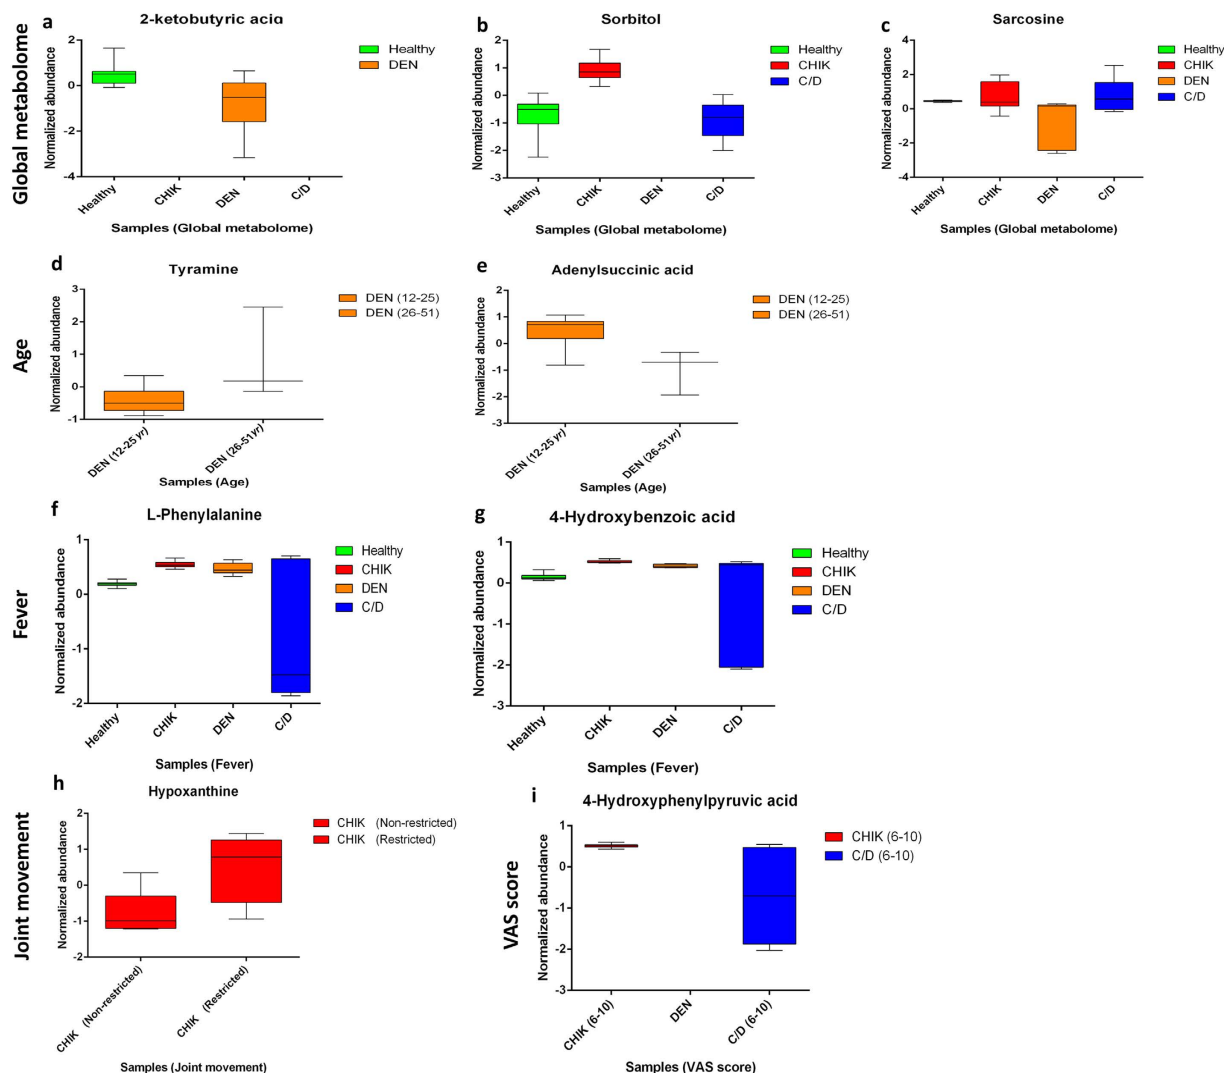 Global metabolome
a
2-ketobutyric acid
Normalized abundance
2
0
-2
-4
Healthy
CHIK
DEN
C/D
Samples (Global metabolome)
Healthy
DEN
b
Sorbitol
Normalized abundance
2
1
0
-1
-2
-3
Healthy
CHIK
DEN
C/D
Samples (Global metabolome)
Healthy
CHIK
C/D
c
Sarcosine
Normalized abundance
4
2
0
-2
-4
Healthy
CHIK
DEN
C/D
Samples (Global metabolome)
Healthy
CHIK
DEN
C/D
Age
d
Tyramine
Normalized abundance
3
2
1
0
-1
DEN (12-25 yr)
DEN (26-51yr)
Samples (Age)
DEN (12-25)
DEN (26-51)
e
Adenylsuccinic acid
Normalized abundance
2
1
0
-1
-2
-3
DEN (12-25 yr)
DEN (26-51yr)
Samples (Age)
DEN (12-25)
DEN (26-51)
Fever
f
L-Phenylalanine
Normalized abundance
1
0
-1
-2
Healthy
CHIK
DEN
C/D
Samples (Fever)
Healthy
CHIK
DEN
C/D
g
4-Hydroxybenzoic acid
Normalized abundance
1
0
-1
-2
-3
Healthy
CHIK
DEN
C/D
Samples (Fever)
Healthy
CHIK
DEN
C/D
Joint movement
h
Hypoxanthine
Normalized abundance
2
1
0
-1
-2
CHIK (Non-restricted)
CHIK (Restricted)
Samples (Joint movement)
CHIK (Non-restricted)
CHIK (Restricted)
VAS score
i
4-Hydroxyphenylpyruvic acid
Normalized abundance
1
0
-1
-2
-3
CHIK (6-10)
DEN
C/D (6-10)
Samples (VAS score)
CHIK (6-10)
C/D (6-10)